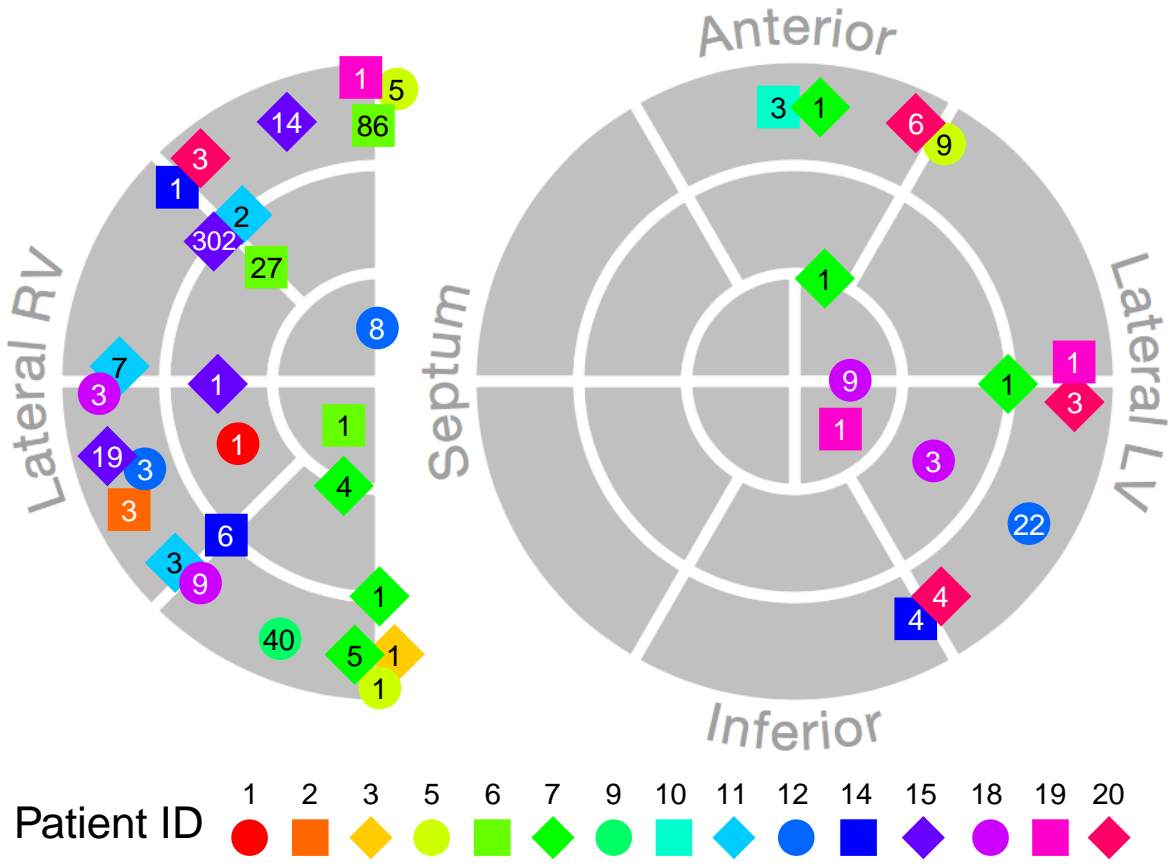 Anterior
1 5
14 86 3 1 6 9
3
1
2
302
27 1
Lateral RV
8
Septum
Lateral LV
7 1
3 1 9 1 3
1 1 1
19 3 3
4
3 22
6
3 9 1 4 4
40 5 1
1
Inferior
1 2 3 5 6 7 9 10 11 12 14 15 18 19 20
Patient ID